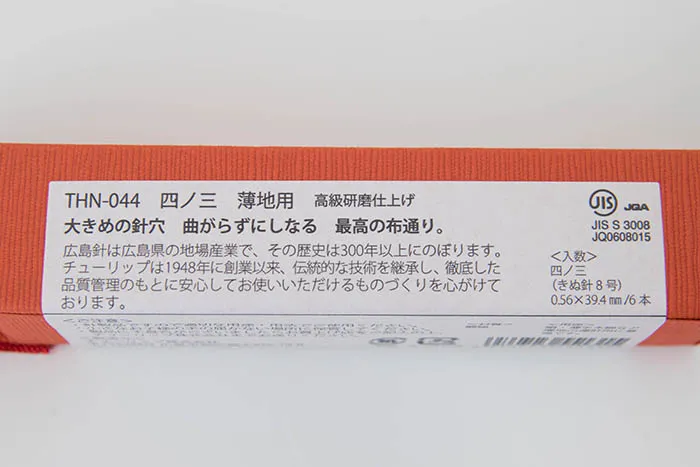 THN-044 四ノ三 薄地用 高級研磨仕上げ
大きめの針穴 曲がらずにしなる 最高の布通り。
広島針は広島県の地場産業で、その歴史は300年以上にのぼります。
チューリップは1948年に創業以来、伝統的な技術を継承し、徹底した
品質管理のもとに安心してお使いいただけるものづくりを心がけて
おります。
JIS JQA
JIS S 3008
JQ0608015
<入数>
四ノ三
(きぬ針8号)
0.56×39.4㎜/6本
<ご注意>